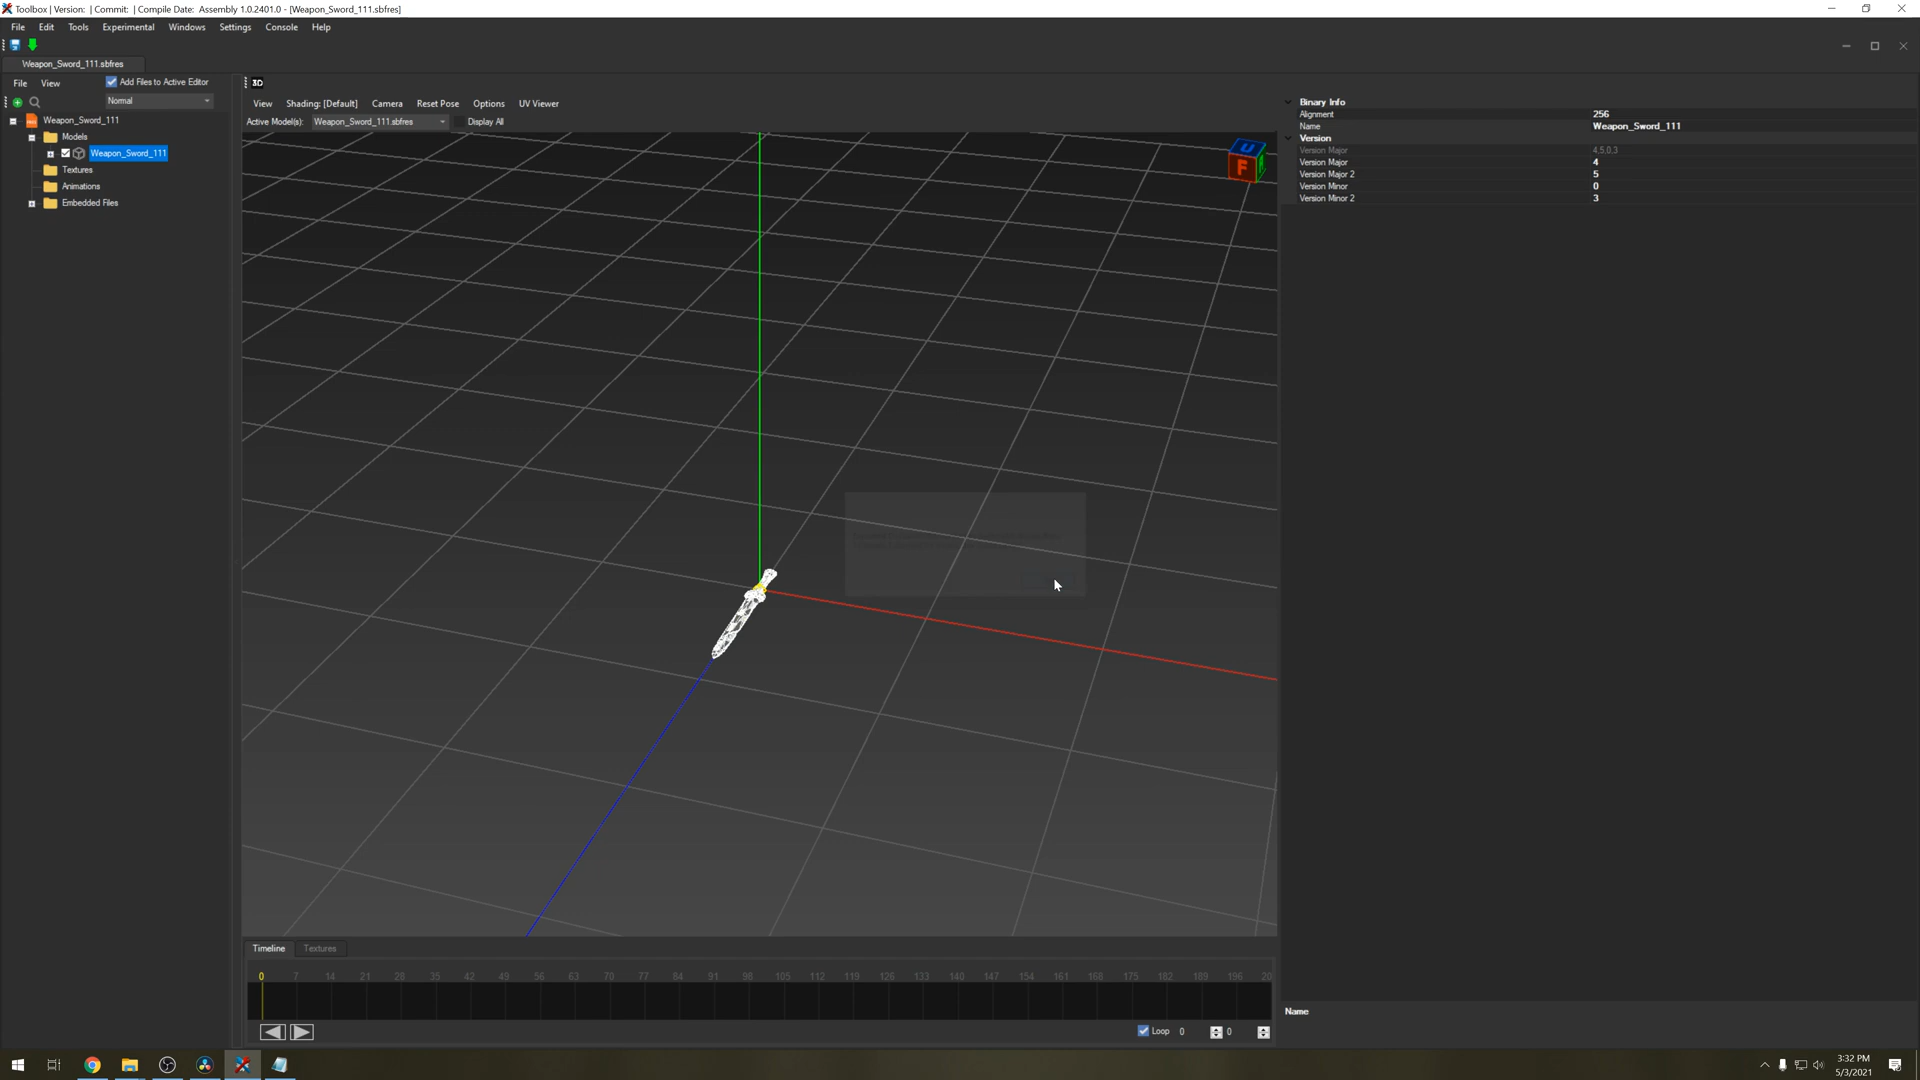 Toolbox | Version: | Commit: | Compile Date: Assembly 1.0.2401.0 - [Weapon_Sword_111.sbfres]
File Edit Tools Experimental Windows Settings Console Help
Weapon_Sword_111.sbfres
File View Add Files to Active Editor
Normal
Weapon_Sword_111
Models
Weapon_Sword_111
Textures
Animations
Embedded Files
3D
View Shading: [Default] Camera Reset Pose Options UV Viewer
Active Model(s): Weapon_Sword_111.sbfres Display All
U
F
Binary Info
Alignment 256
Name Weapon_Sword_111
Version
Version Major 4,5,0,3
Version Major 4
Version Major 2 5
Version Minor 0
Version Minor 2 3
Timeline Textures
0 7 14 21 28 35 42 49 56 63 70 77 84 91 98 105 112 119 126 133 140 147 154 161 168 175 182 189 196 20
Loop 0 0
Name
3:32 PM
5/3/2021